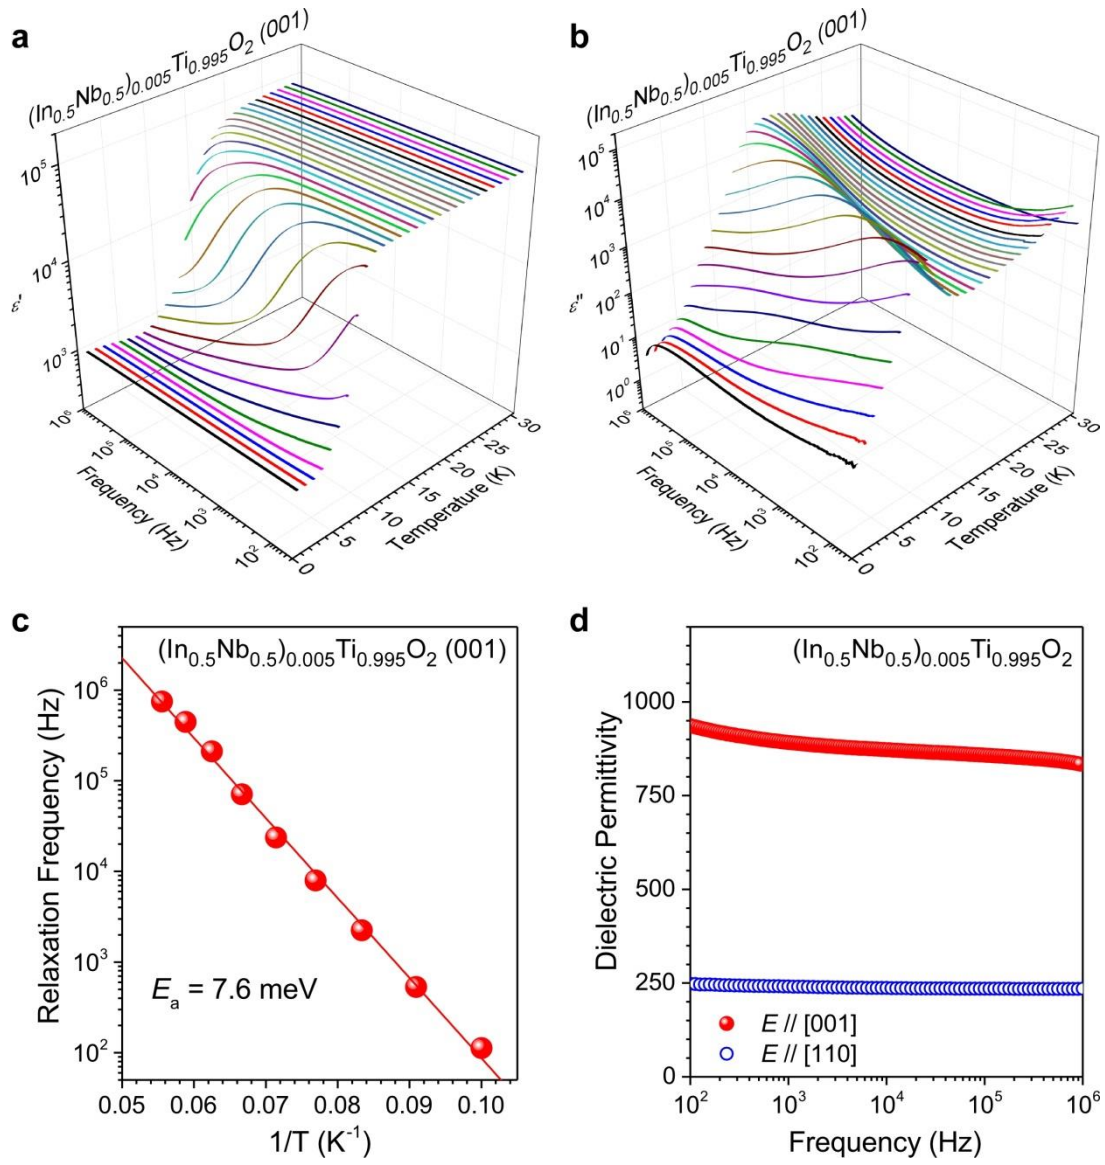 a
(In0.5Nb0.5)0.005Ti0.995O2 (001)
10^5
10^4
ε'
10^3
10^6
10^5
10^4
10^3
10^2
Frequency (Hz)
0
5
10
15
20
25
30
Temperature (K)
b
(In0.5Nb0.5)0.005Ti0.995O2 (001)
10^5
10^4
10^3
ε''
10^2
10^1
10^0
10^6
10^5
10^4
10^3
10^2
Frequency (Hz)
0
5
10
15
20
25
30
Temperature (K)
c
(In0.5Nb0.5)0.005Ti0.995O2 (001)
Relaxation Frequency (Hz)
10^6
10^5
10^4
10^3
10^2
Ea = 7.6 meV
0.05 0.06 0.07 0.08 0.09 0.10
1/T (K^-1)
d
(In0.5Nb0.5)0.005Ti0.995O2
Dielectric Permittivity
1000
750
500
250
0
E // [001]
E // [110]
10^2 10^3 10^4 10^5 10^6
Frequency (Hz)